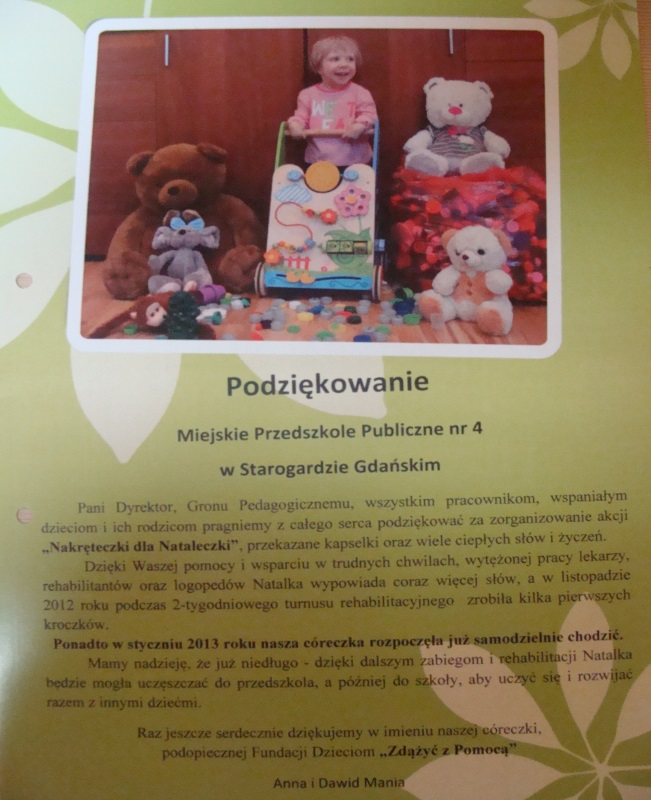 WE T
EA
Podziękowanie
Miejskie Przedszkole Publiczne nr 4
w Starogardzie Gdańskim
Pani Dyrektor, Gronu Pedagogicznemu, wszystkim pracownikom, wspaniałym
dzieciom i ich rodzicom pragniemy z całego serca podziękować za zorganizowanie akcji
„Nakręteczki dla Nataleczki”, przekazane kapselki oraz wiele ciepłych słów i życzeń.
Dzięki Waszej pomocy i wsparciu w trudnych chwilach, wytężonej pracy lekarzy,
rehabilitantów oraz logopedów Natalka wypowiada coraz więcej słów, a w listopadzie
2012 roku podczas 2-tygodniowego turnusu rehabilitacyjnego zrobiła kilka pierwszych
kroczków.
Ponadto w styczniu 2013 roku nasza córeczka rozpoczęła już samodzielnie chodzić.
Mamy nadzieję, że już niedługo - dzięki dalszym zabiegom i rehabilitacji Natalka
będzie mogła uczęszczać do przedszkola, a później do szkoły, aby uczyć się i rozwijać
razem z innymi dziećmi.
Raz jeszcze serdecznie dziękujemy w imieniu naszej córeczki,
podopiecznej Fundacji Dzieciom „Zdążyć z Pomocą”
Anna i Dawid Mania